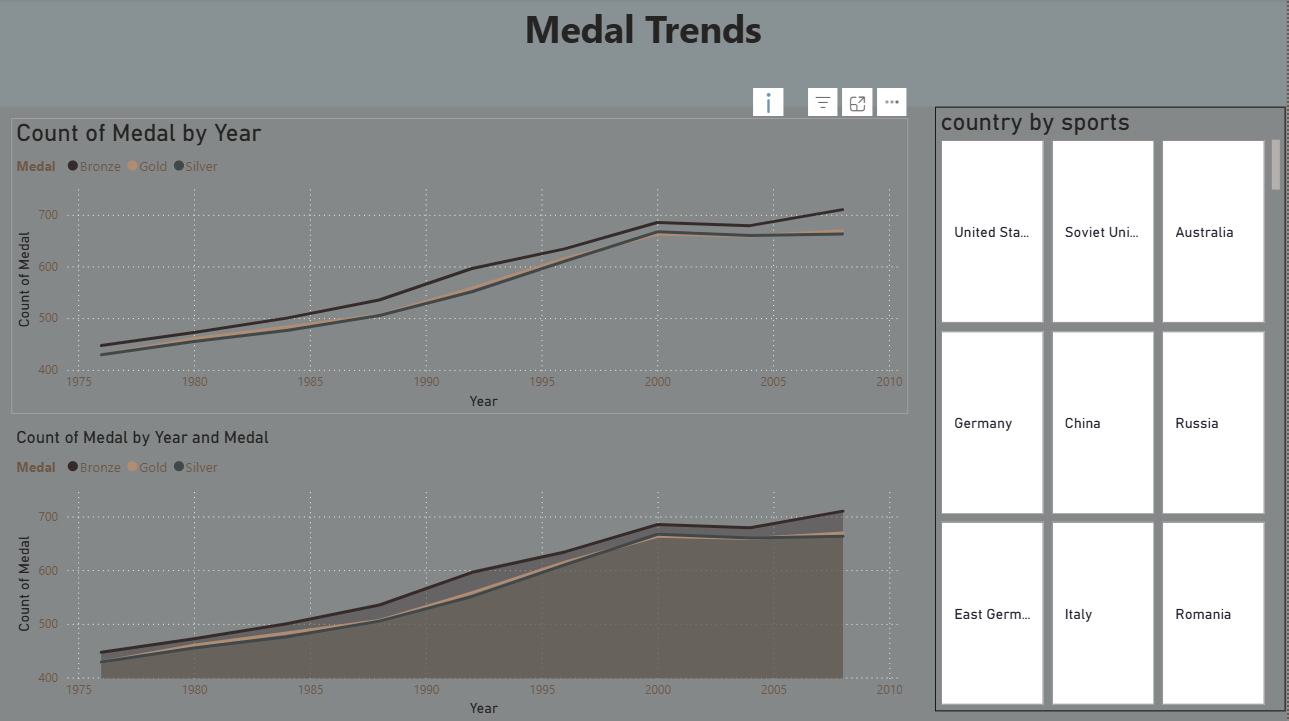 Medal Trends
i
Count of Medal by Year
Medal Bronze Gold Silver
700
600
500
400
Count of Medal
1975 1980 1985 1990 1995 2000 2005 2010
Year
Count of Medal by Year and Medal
Medal Bronze Gold Silver
700
600
500
400
Count of Medal
1975 1980 1985 1990 1995 2000 2005 2010
Year
country by sports
United Sta... Soviet Uni... Australia
Germany China Russia
East Germ... Italy Romania